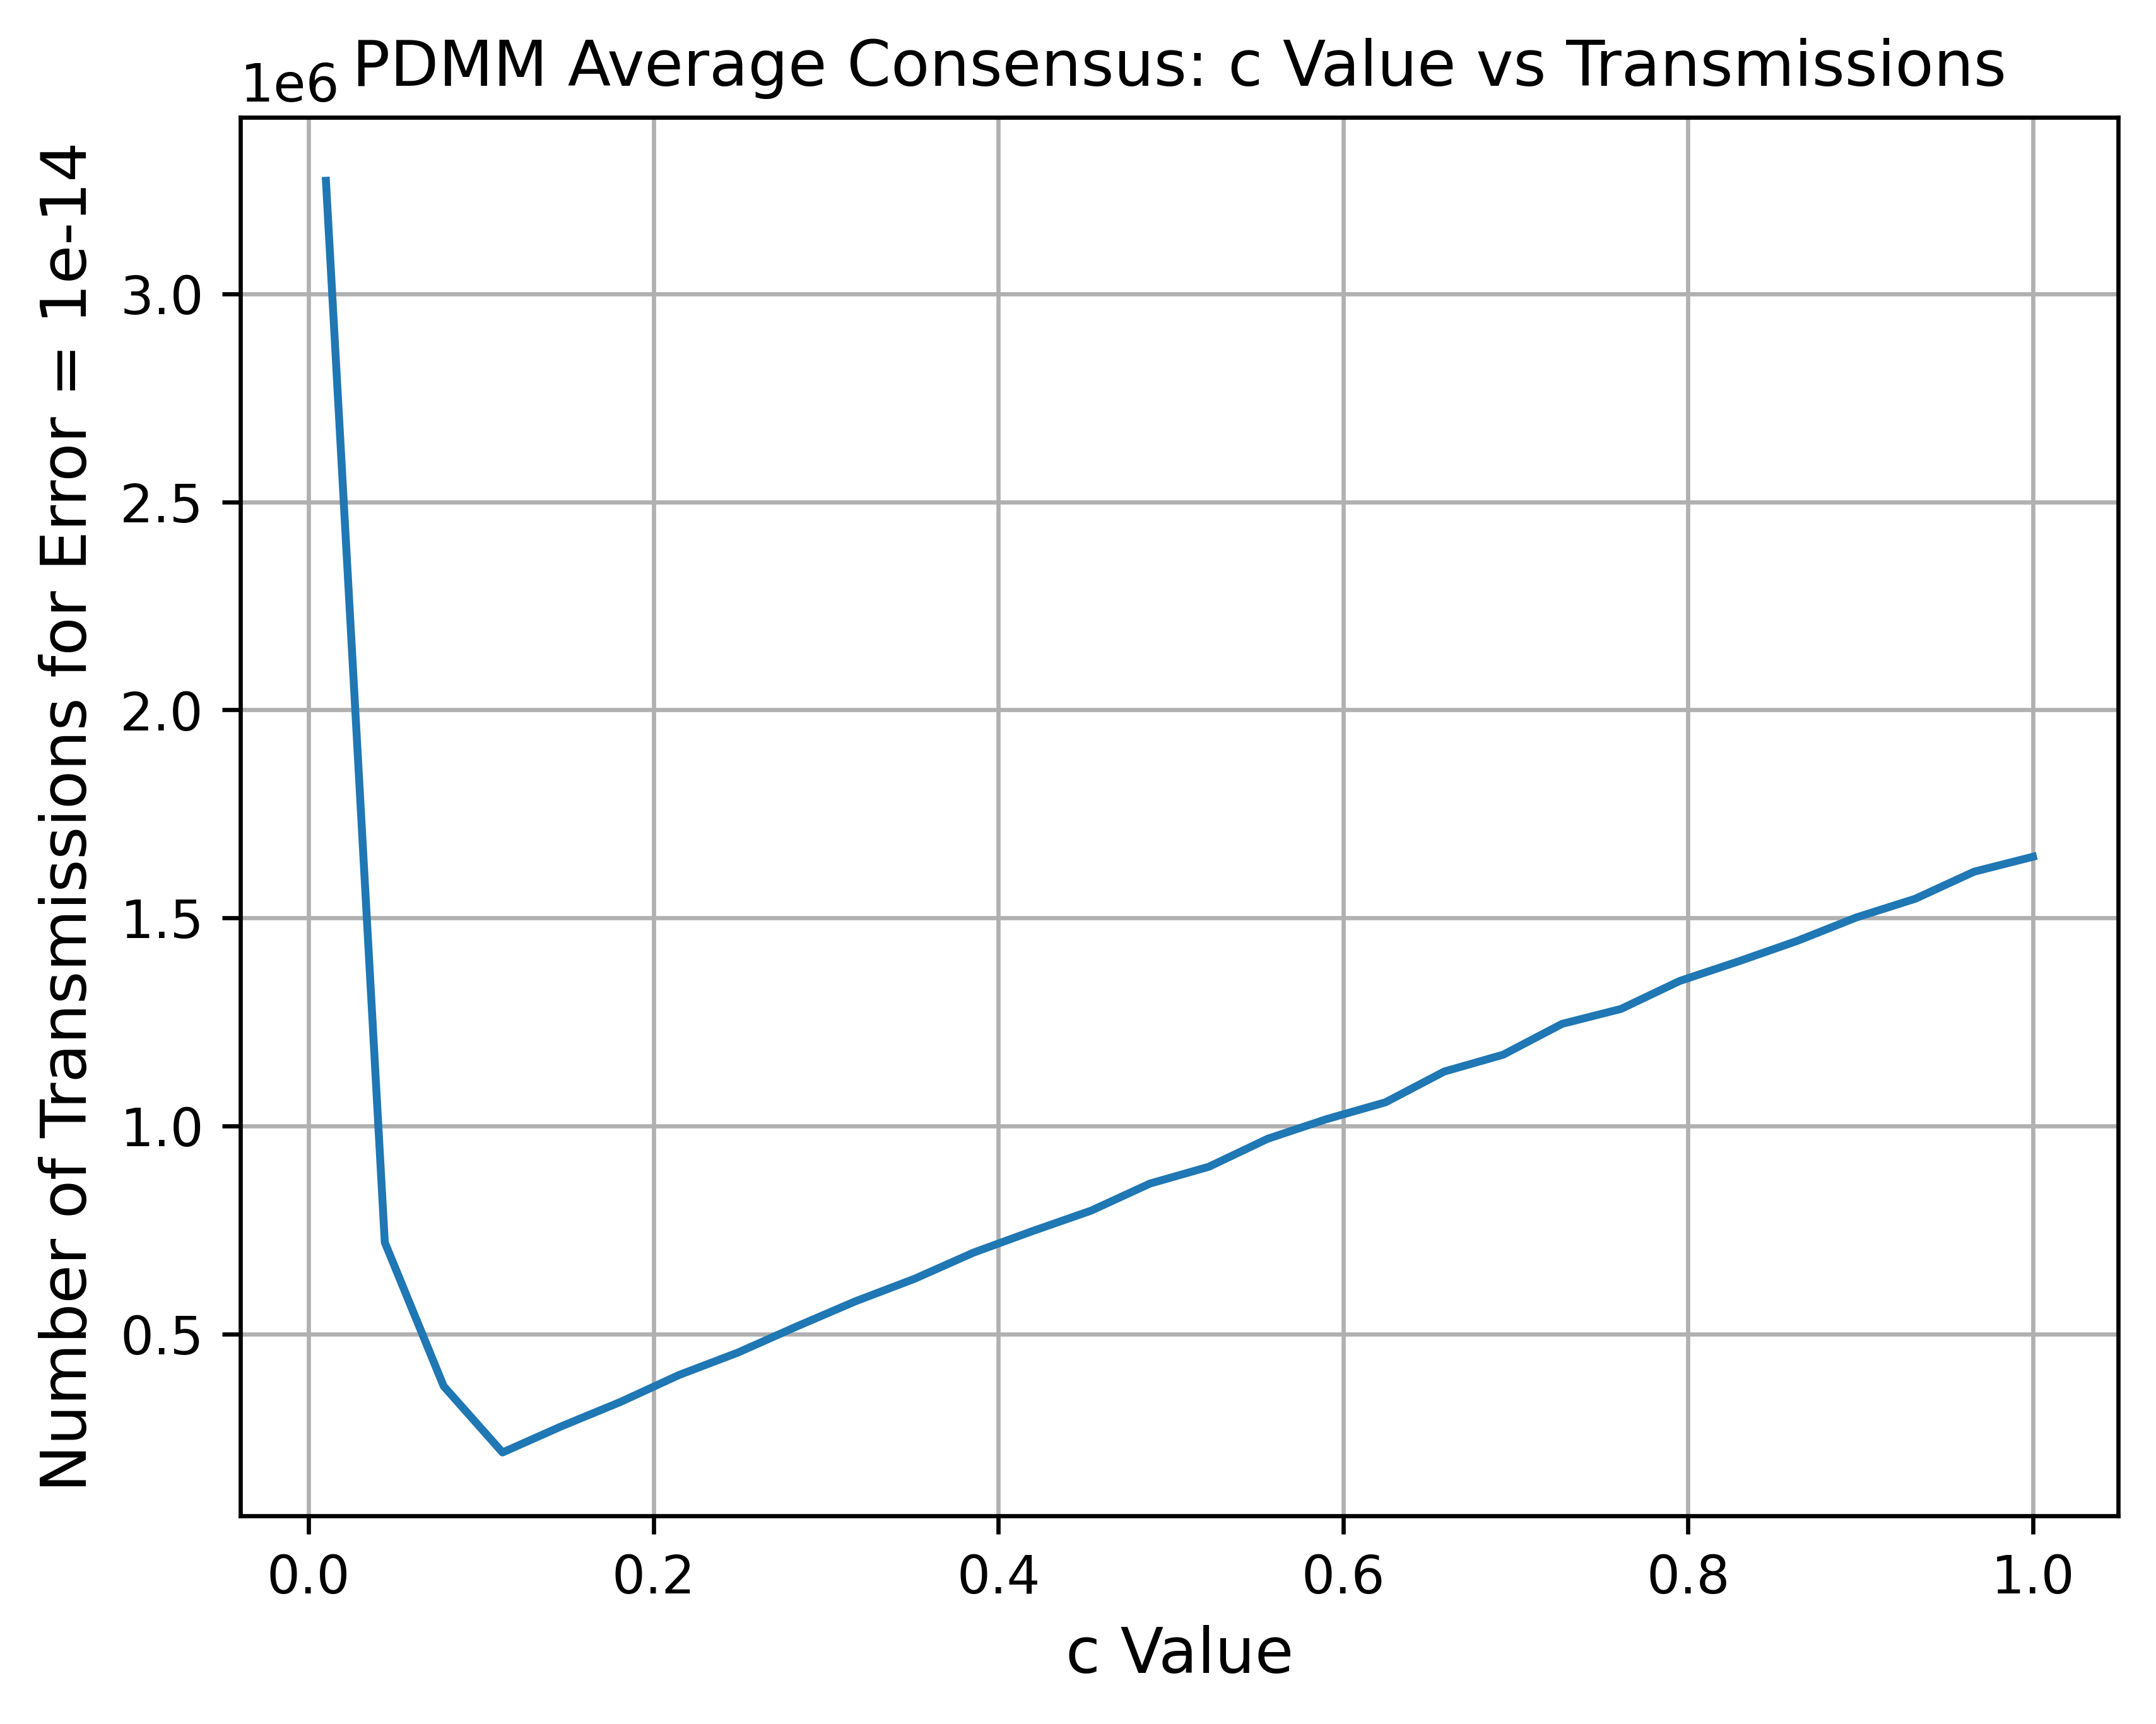 PDMM Average Consensus: c Value vs Transmissions
1e6
Number of Transmissions for Error = 1e-14
3.0
2.5
2.0
1.5
1.0
0.5
0.0 0.2 0.4 0.6 0.8 1.0
c Value